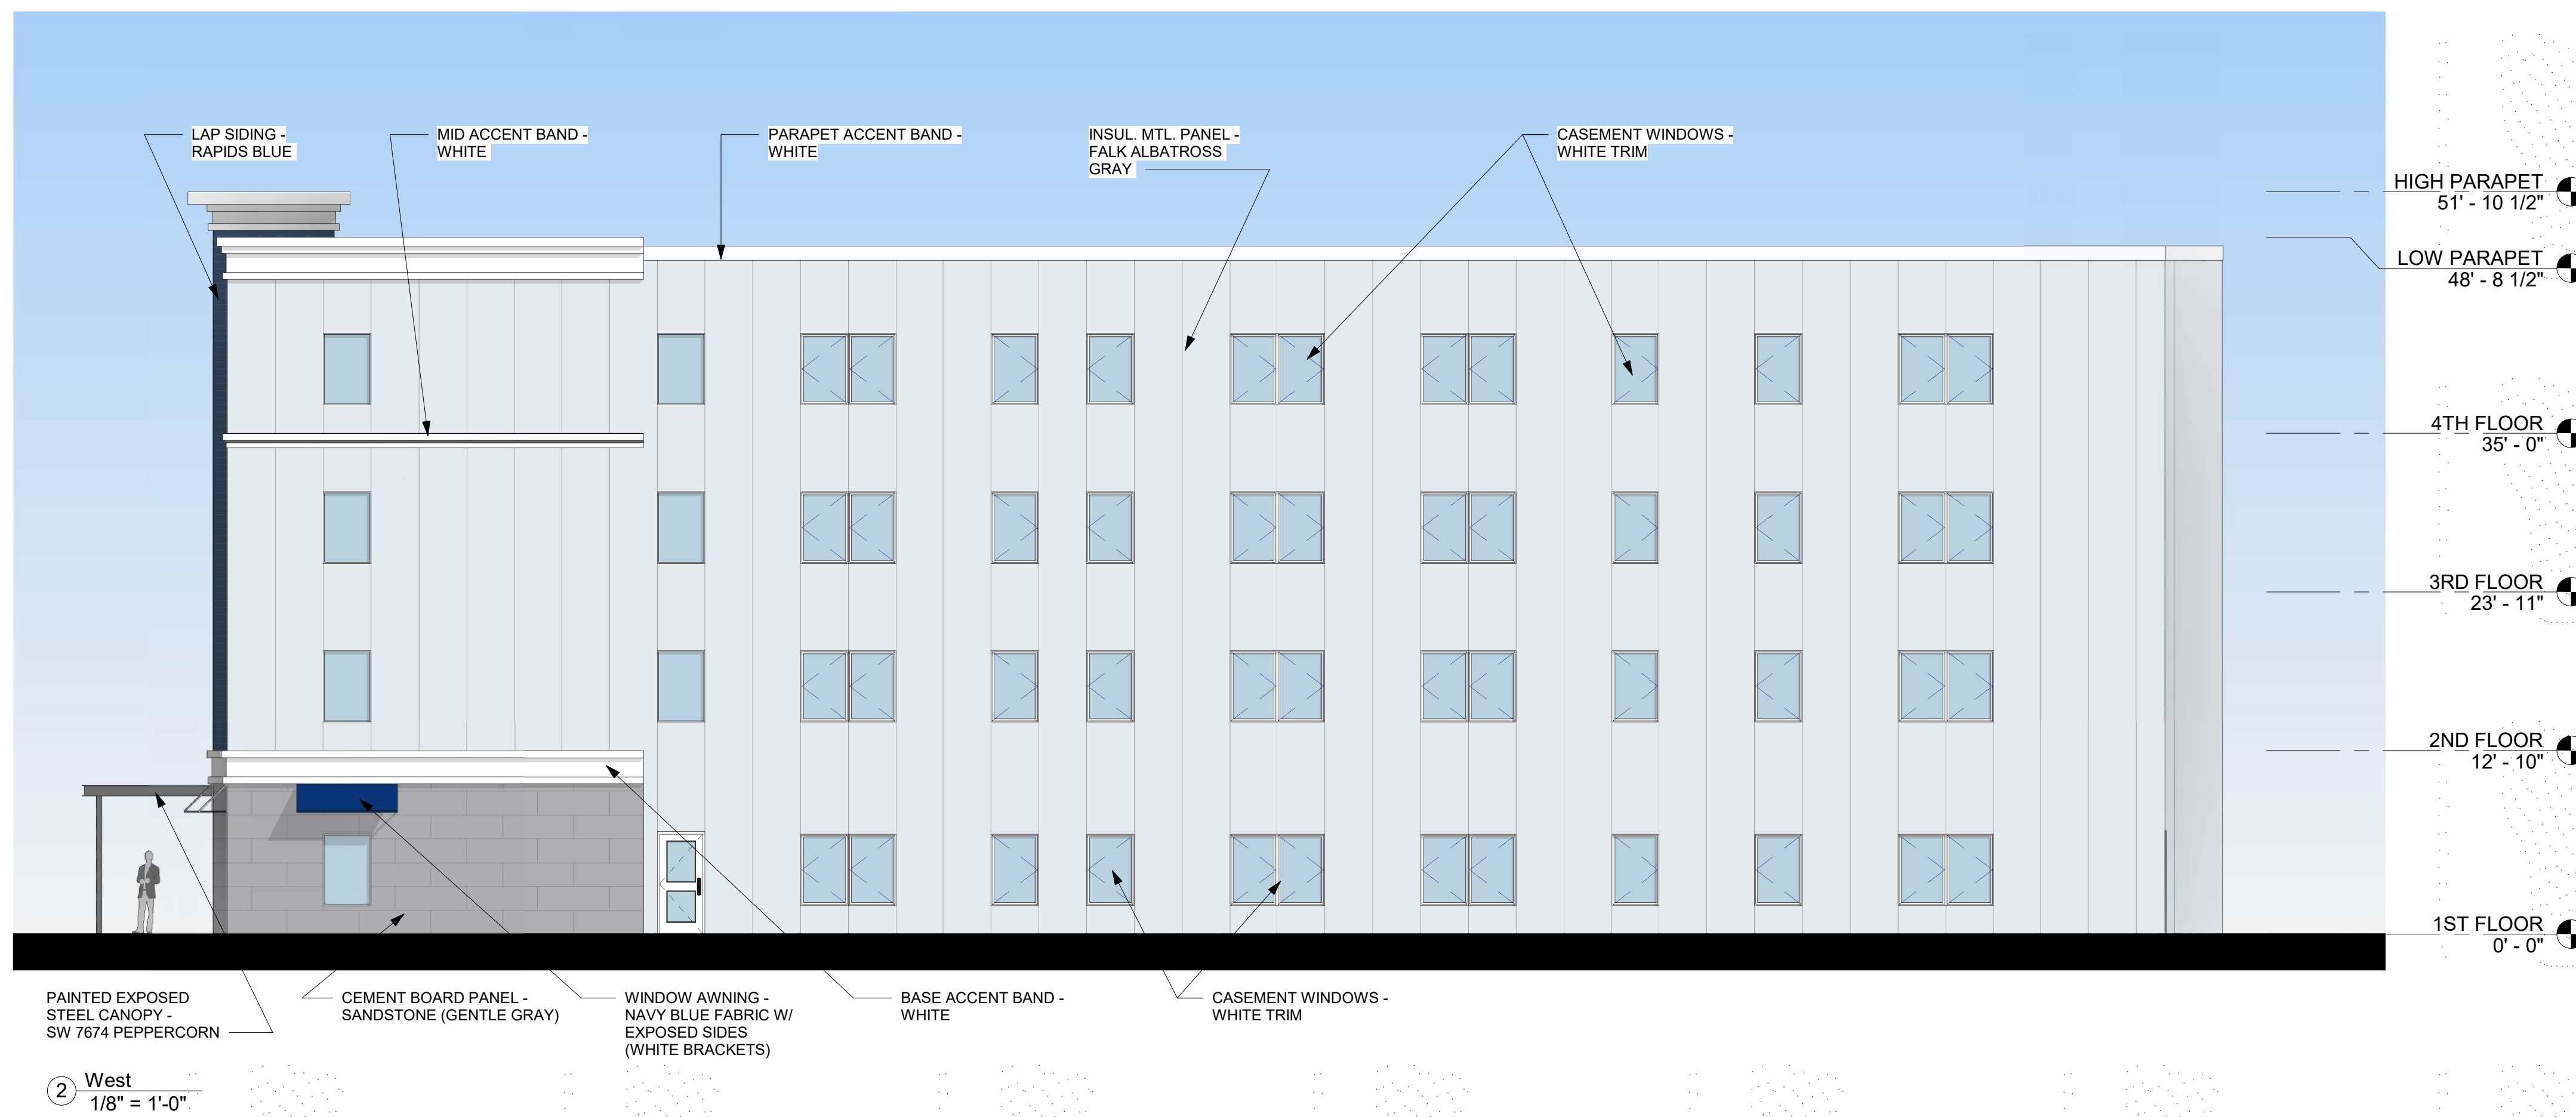 LAP SIDING -
RAPIDS BLUE
MID ACCENT BAND -
WHITE
PARAPET ACCENT BAND -
WHITE
INSUL. MTL. PANEL -
FALK ALBATROSS
GRAY
CASEMENT WINDOWS -
WHITE TRIM
HIGH PARAPET
51' - 10 1/2"
LOW PARAPET
48' - 8 1/2"
4TH FLOOR
35' - 0"
3RD FLOOR
23' - 11"
2ND FLOOR
12' - 10"
1ST FLOOR
0' - 0"
PAINTED EXPOSED
STEEL CANOPY -
SW 7674 PEPPERCORN
CEMENT BOARD PANEL -
SANDSTONE (GENTLE GRAY)
WINDOW AWNING -
NAVY BLUE FABRIC W/
EXPOSED SIDES
(WHITE BRACKETS)
BASE ACCENT BAND -
WHITE
CASEMENT WINDOWS -
WHITE TRIM
2
West
1/8" = 1'-0"